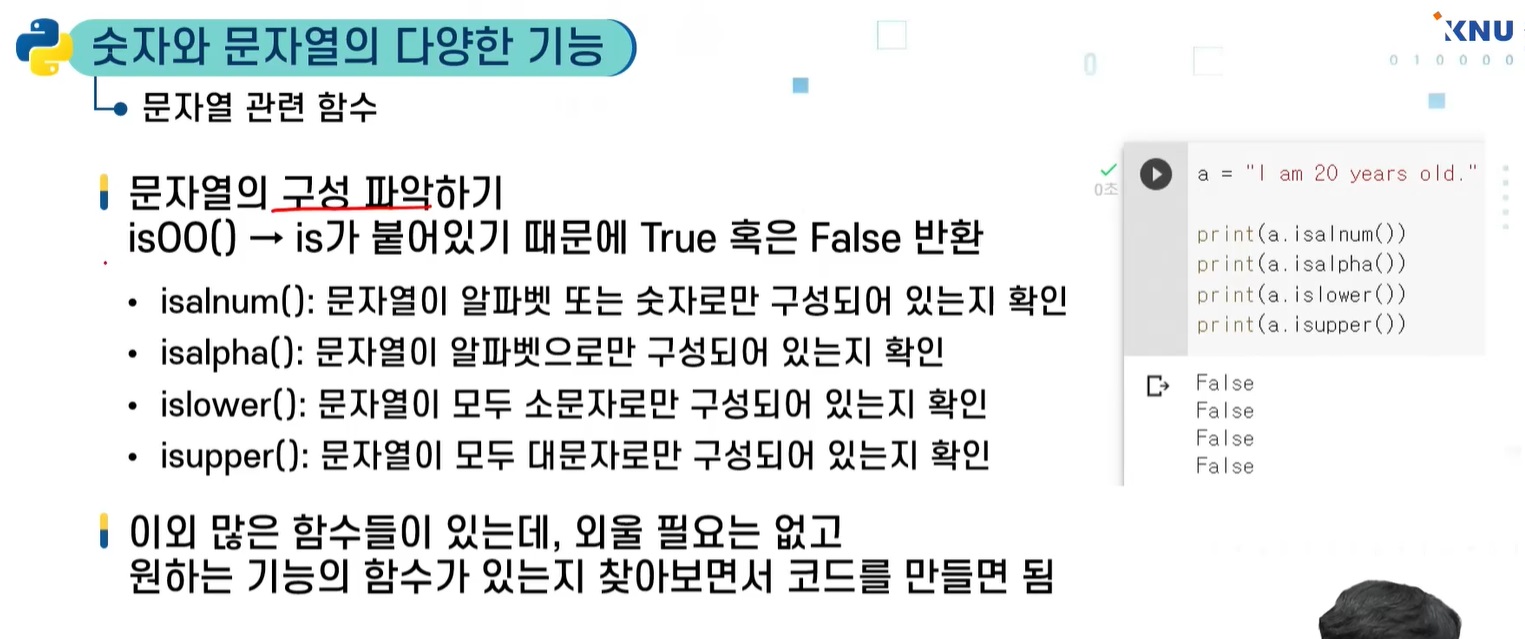 숫자와 문자열의 다양한 기능
KNU
0
0 1 0 0 0 0
문자열 관련 함수
문자열의 구성 파악하기
isOO() → is가 붙어있기 때문에 True 혹은 False 반환
• isalnum(): 문자열이 알파벳 또는 숫자로만 구성되어 있는지 확인
• isalpha(): 문자열이 알파벳으로만 구성되어 있는지 확인
• islower(): 문자열이 모두 소문자로만 구성되어 있는지 확인
• isupper(): 문자열이 모두 대문자로만 구성되어 있는지 확인
이외 많은 함수들이 있는데, 외울 필요는 없고
원하는 기능의 함수가 있는지 찾아보면서 코드를 만들면 됨
0초
a = "I am 20 years old."
print(a.isalnum())
print(a.isalpha())
print(a.islower())
print(a.isupper())
False
False
False
False